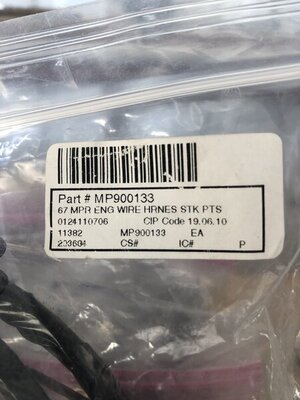 Part # MP900133
67 MPR ENG WIRE HRNES STK PTS
0124110706 CIP Code 19.06.10
11382 MP900133 EA
203604 CS# IC# P